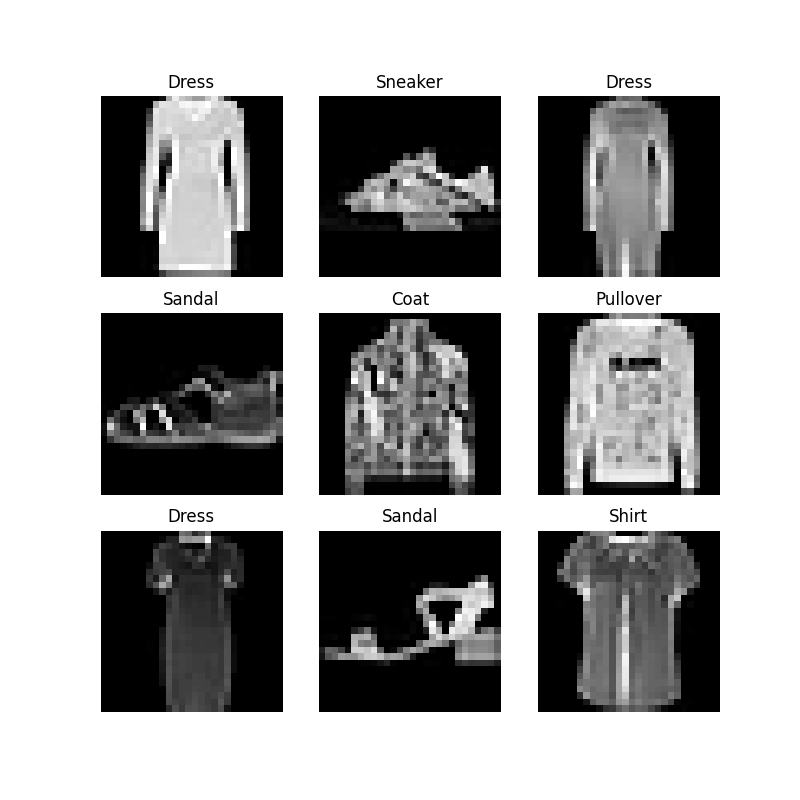 Dress
Sneaker
Dress
Sandal
Coat
Pullover
Dress
Sandal
Shirt